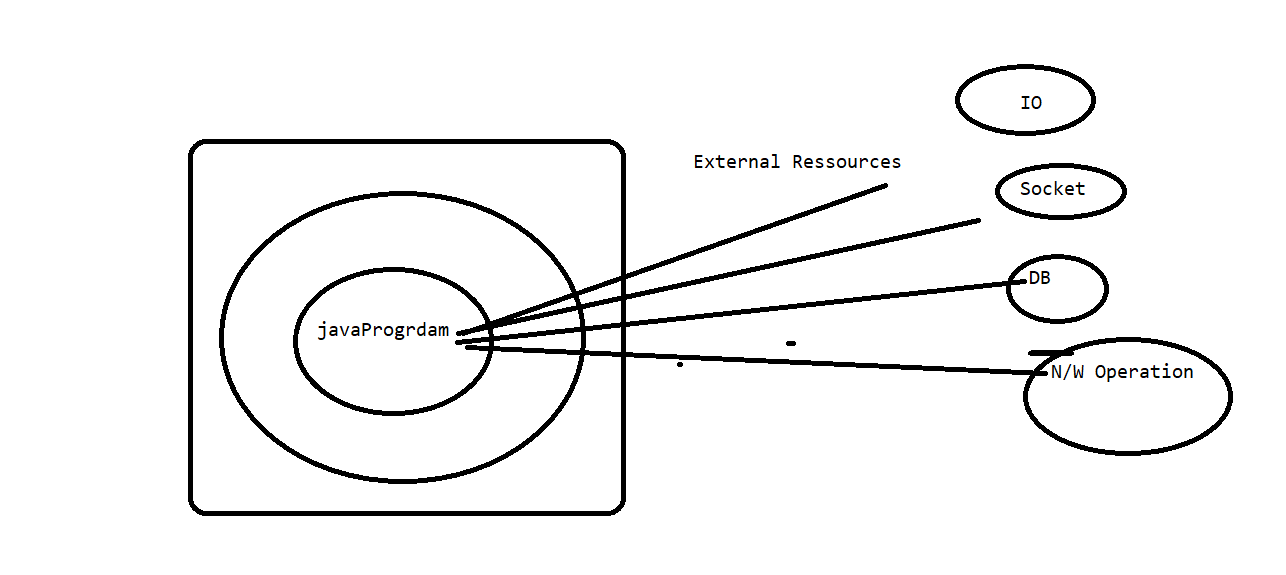 IO
External Ressources
Socket
DB
javaProgrdam
N/W Operation